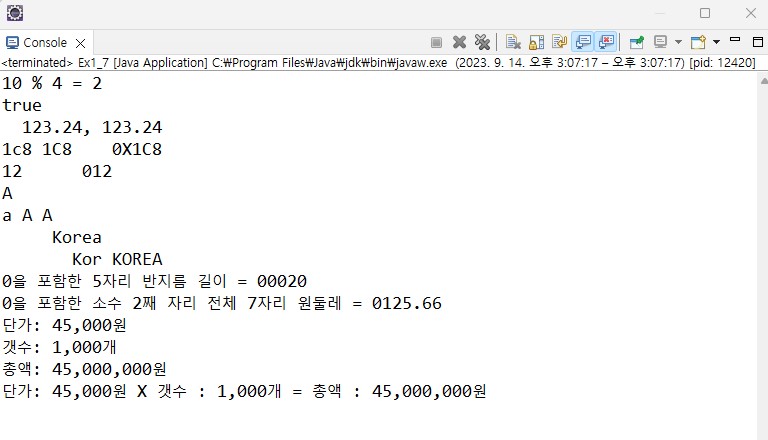 Console
<terminated> Ex1_7 [Java Application] C:₩Program Files₩Java₩jdk₩bin₩javaw.exe (2023. 9. 14. 오후 3:07:17 – 오후 3:07:17) [pid: 12420]
10 % 4 = 2
true
  123.24, 123.24
1c8 1C8    0X1C8
12      012
A
a A A
     Korea
       Kor KOREA
0을 포함한 5자리 반지름 길이 = 00020
0을 포함한 소수 2째 자리 전체 7자리 원둘레 = 0125.66
단가: 45,000원
갯수: 1,000개
총액: 45,000,000원
단가: 45,000원 X 갯수 : 1,000개 = 총액 : 45,000,000원